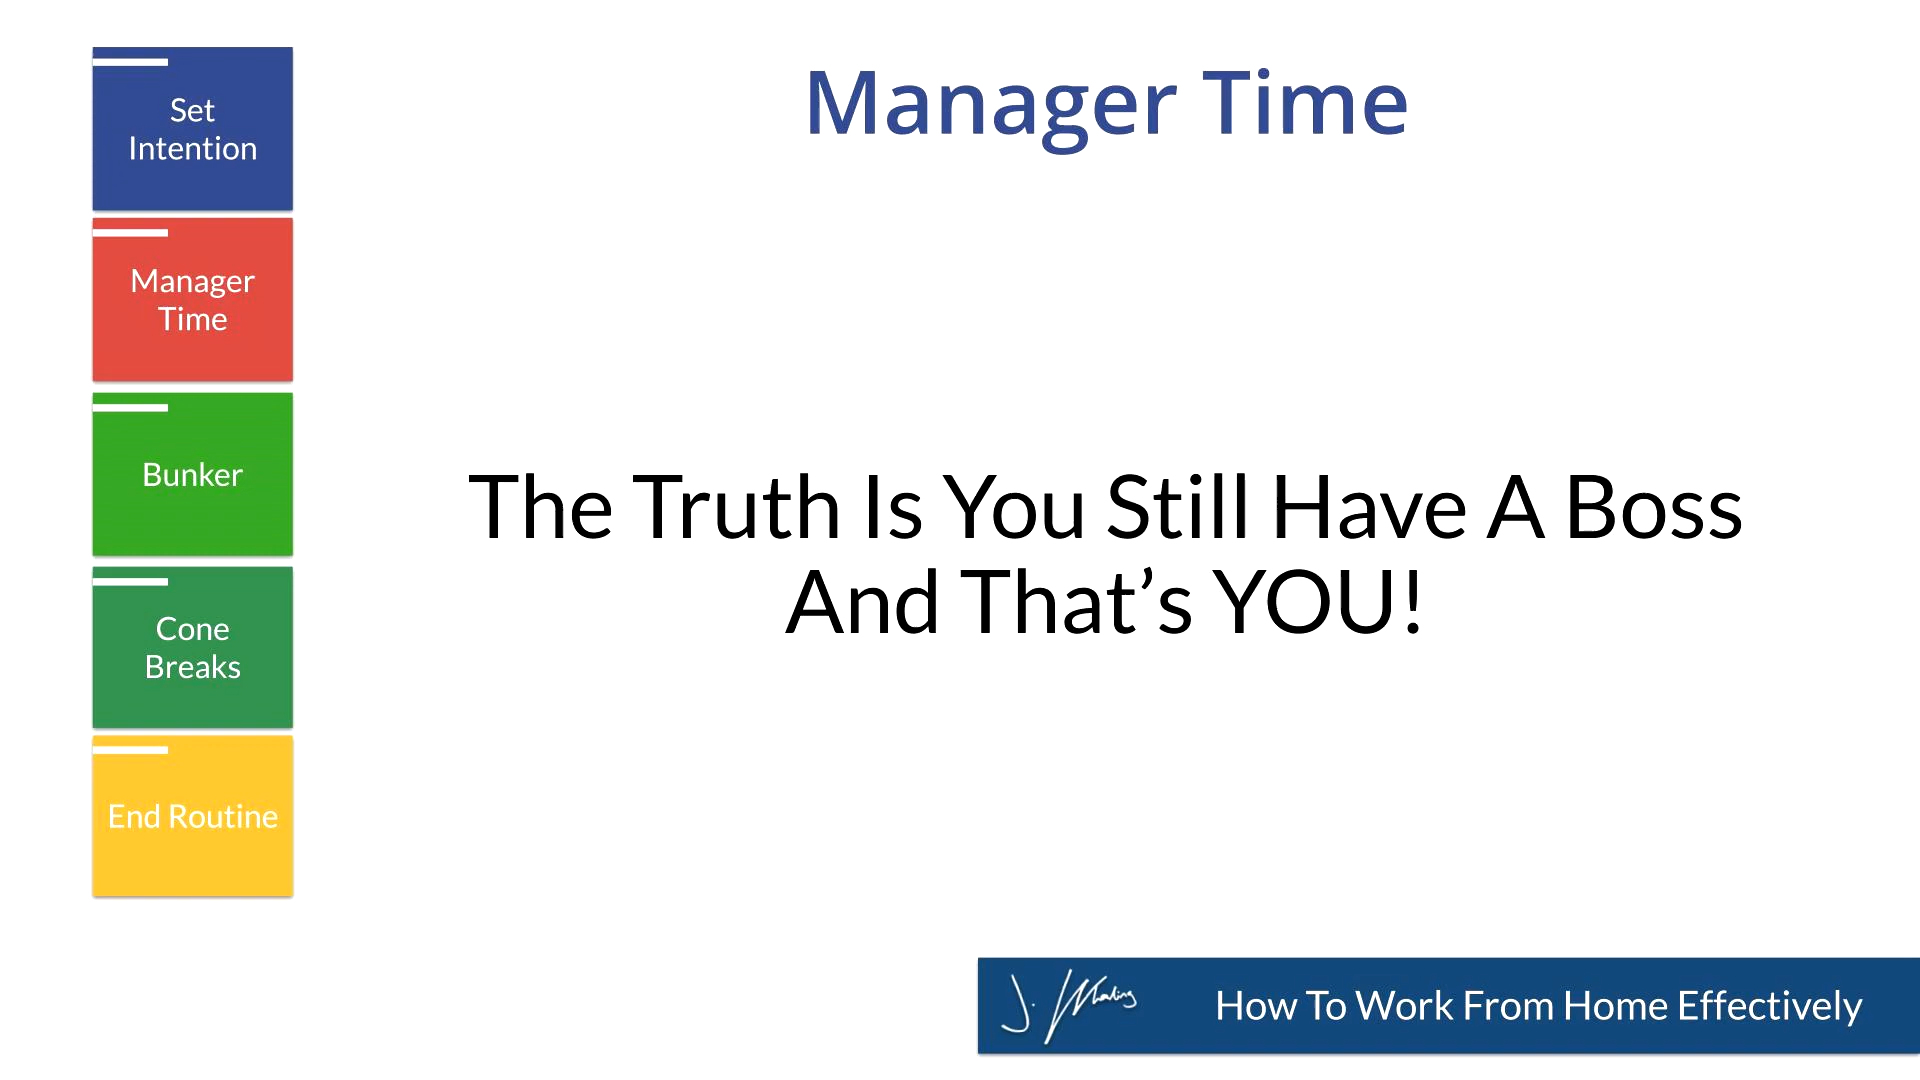 Set
Intention
Manager
Time
Bunker
Cone
Breaks
End Routine
Manager Time
The Truth Is You Still Have A Boss
And That’s YOU!
How To Work From Home Effectively